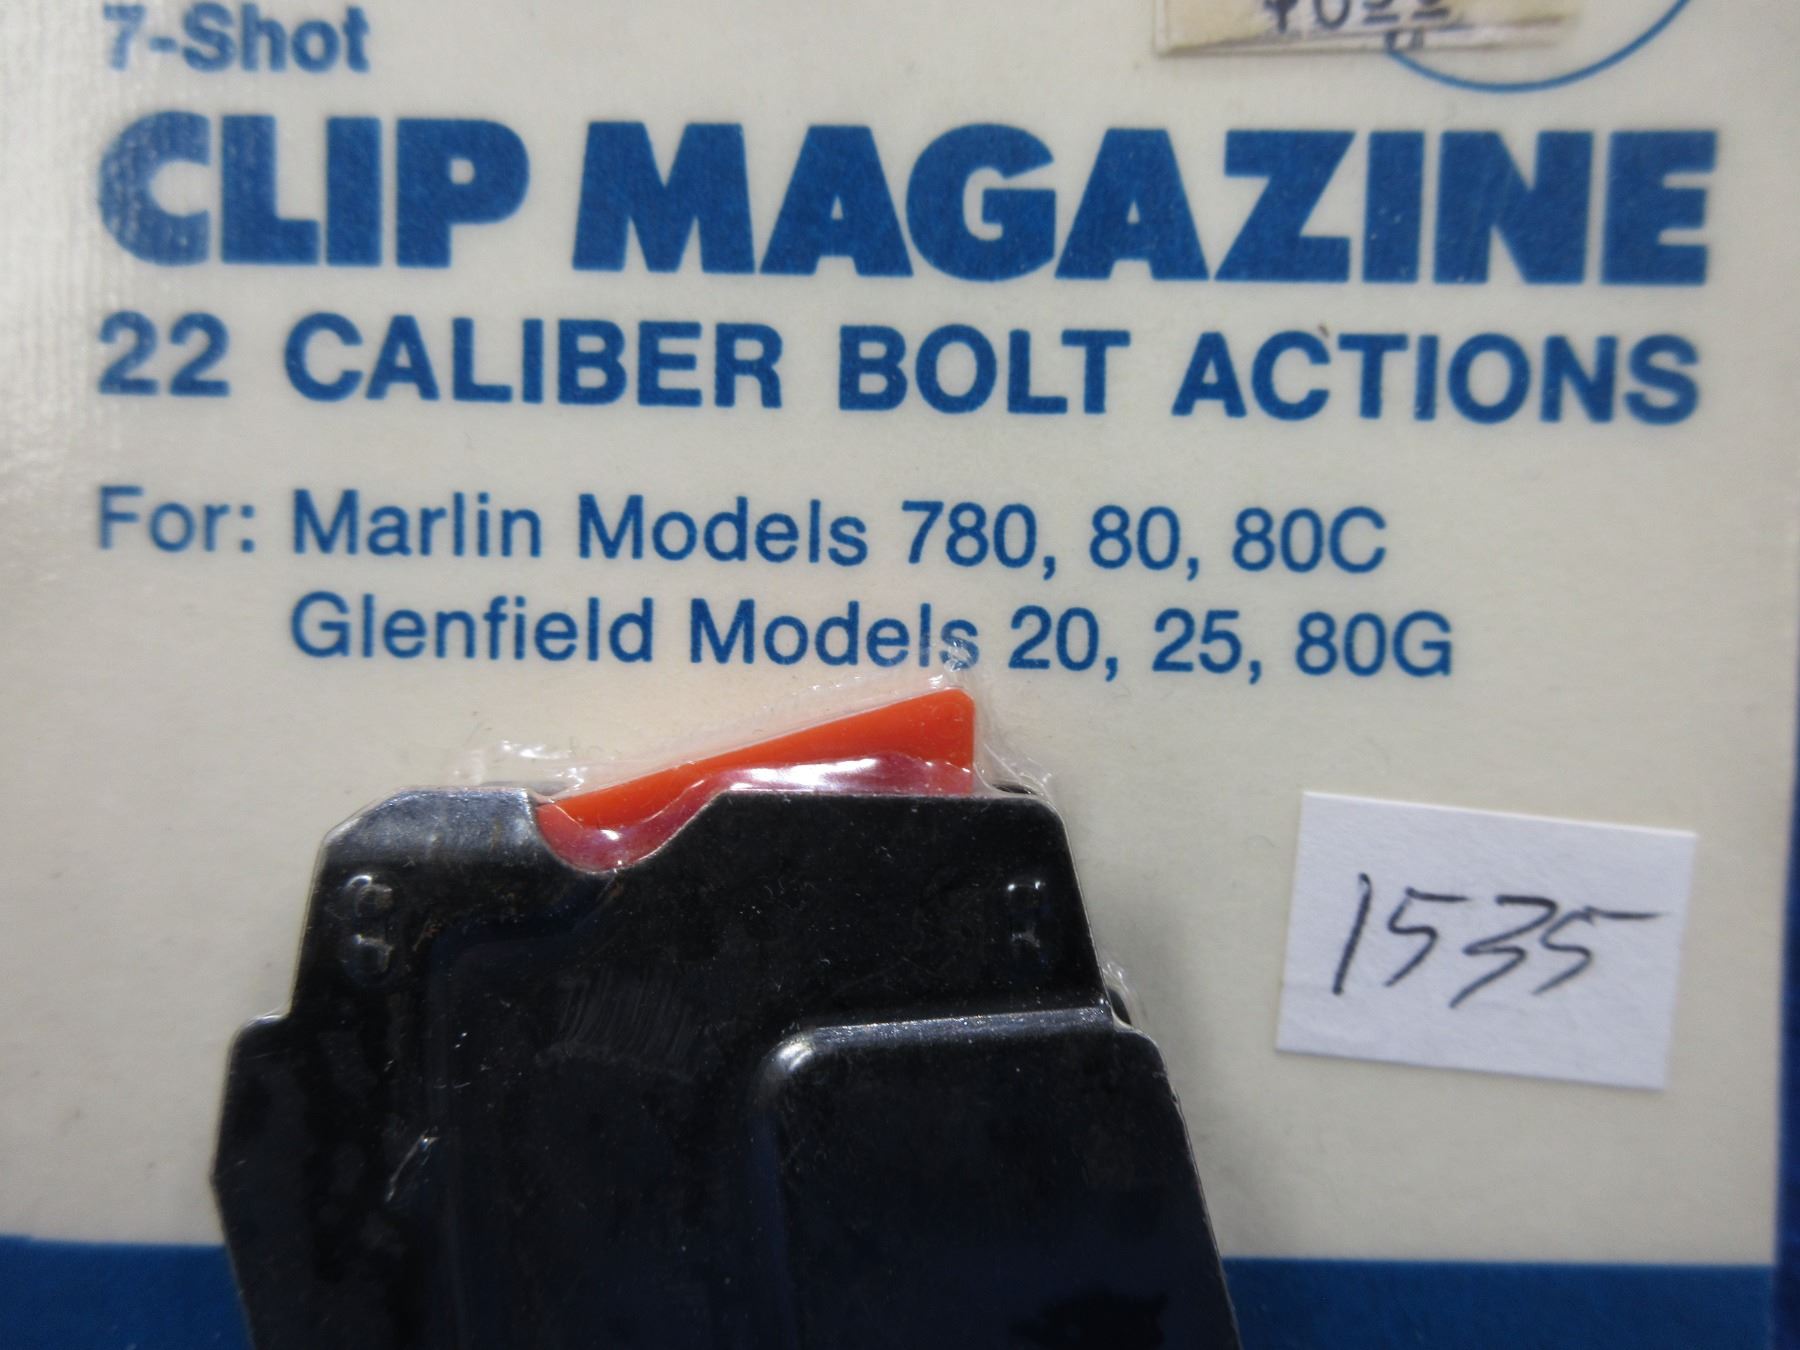 7-Shot
CLIP MAGAZINE
22 CALIBER BOLT ACTIONS
For: Marlin Models 780, 80, 80C
Glenfield Models 20, 25, 80G
1535